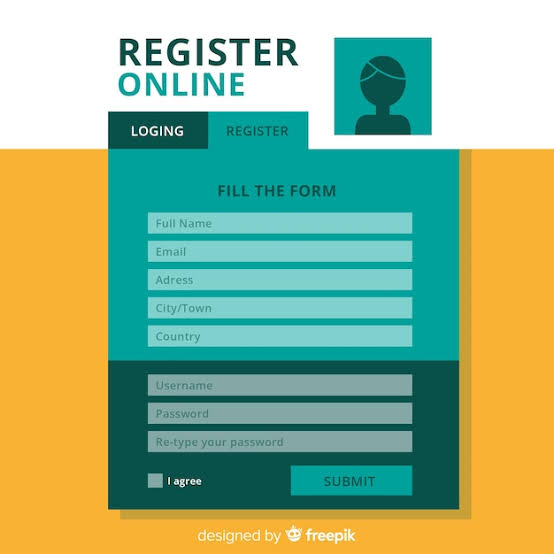 REGISTER
ONLINE
LOGING
REGISTER
FILL THE FORM
Full Name
Email
Adress
City/Town
Country
Username
Password
Re-type your password
I agree
SUBMIT
designed by freepik